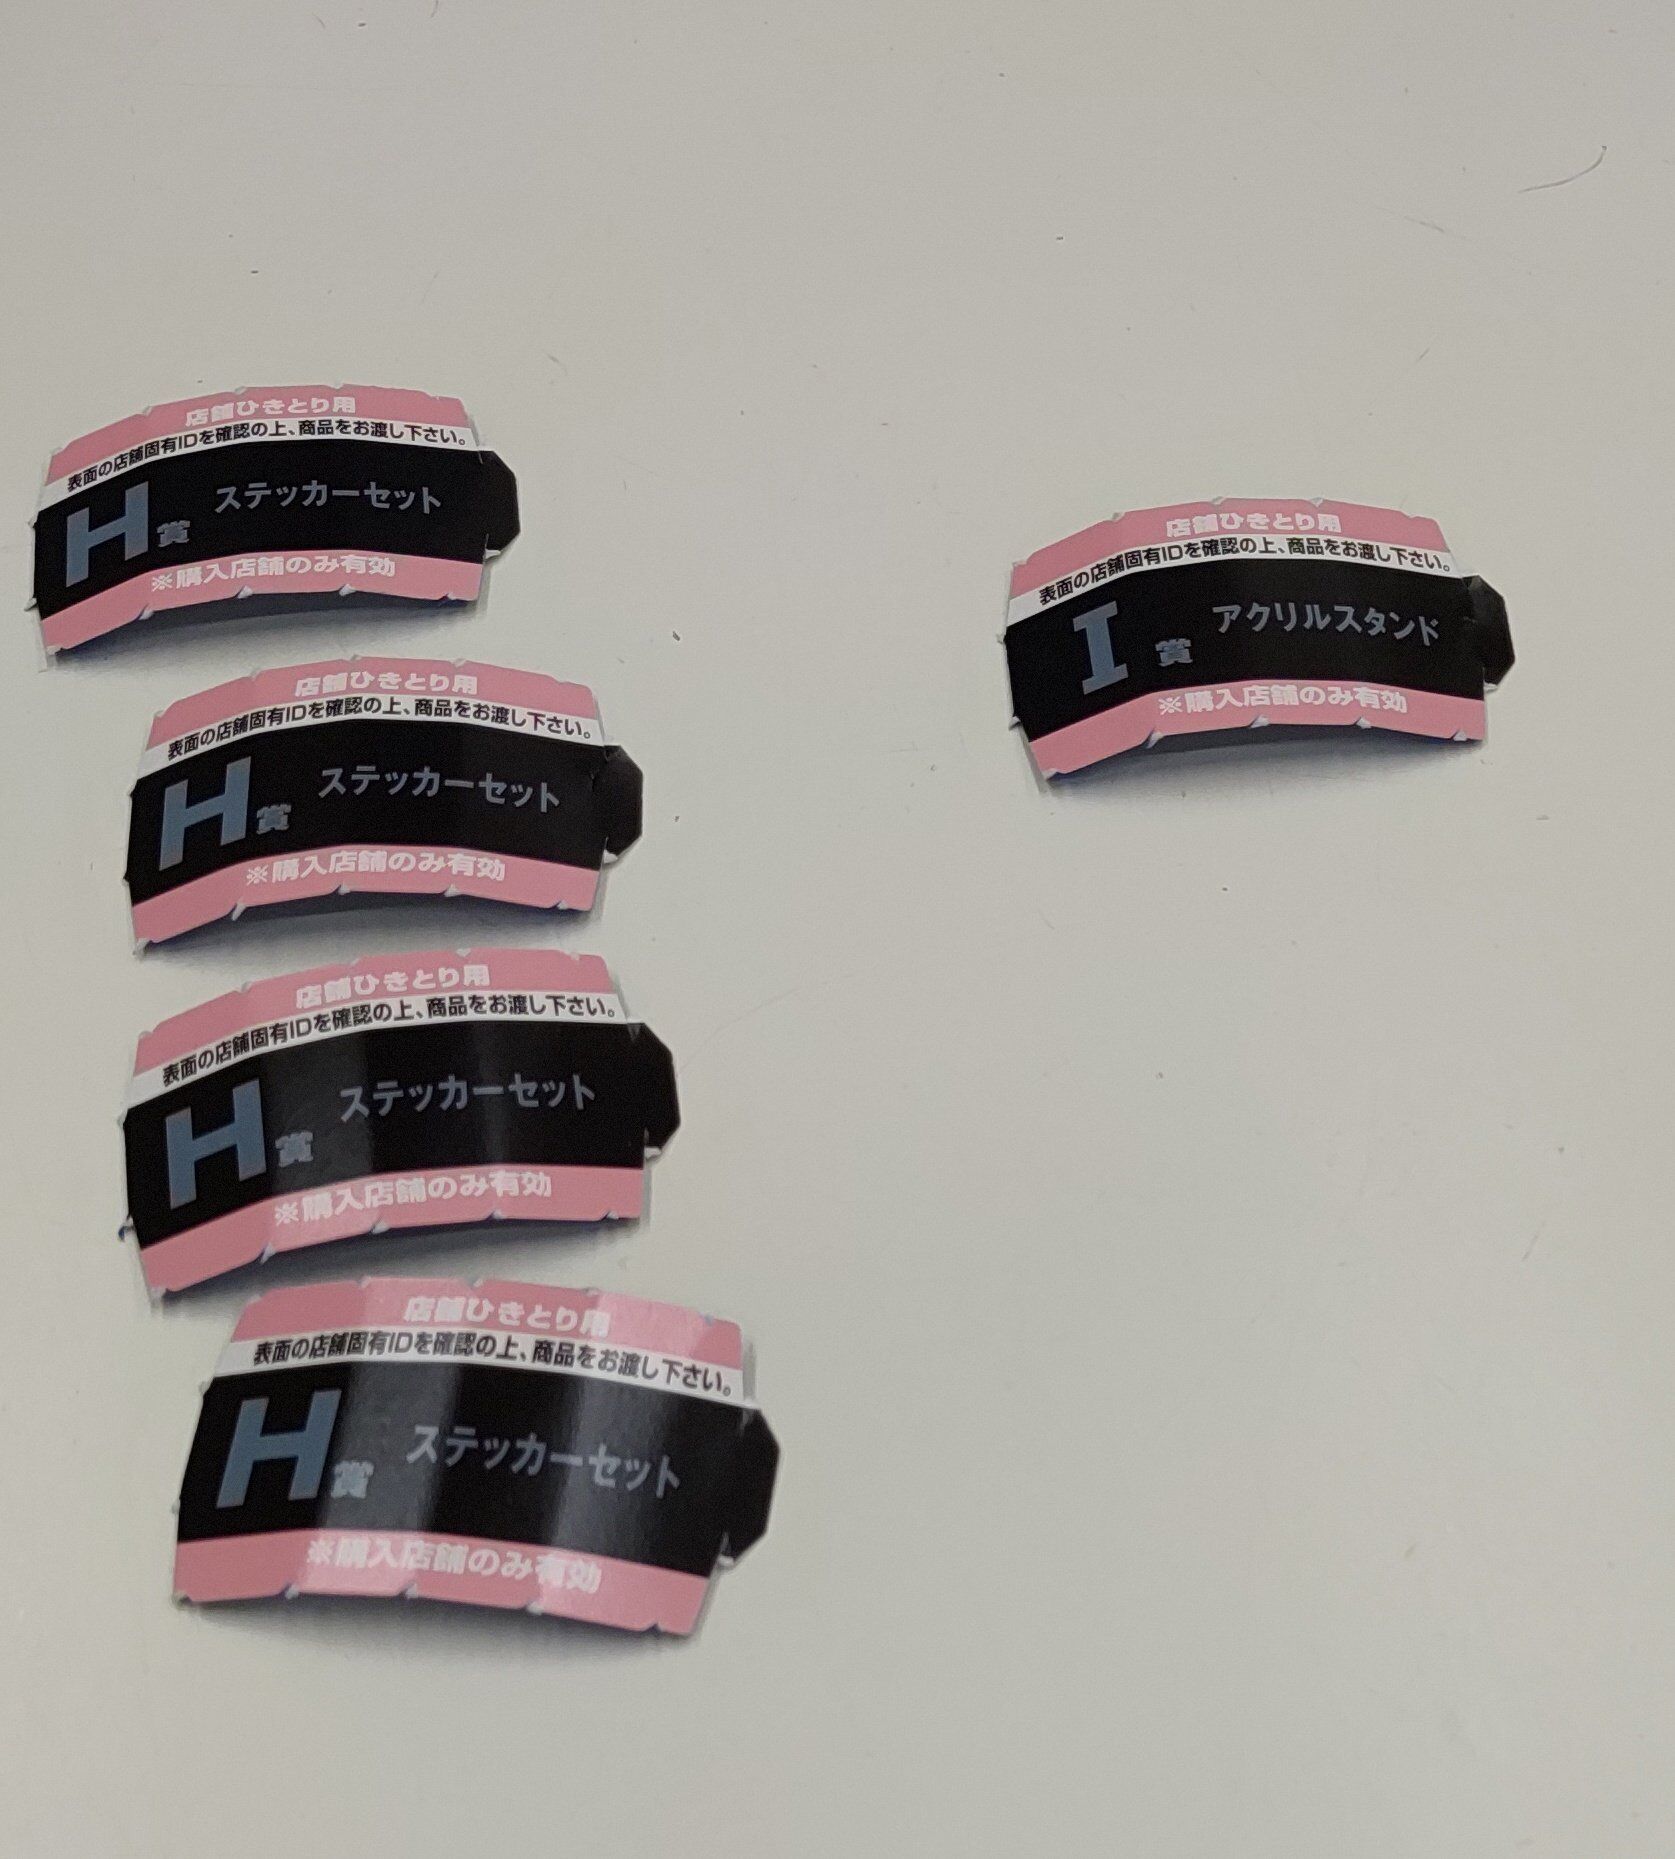 店舗ひきとり用
表面の店舗固有IDを確認の上、商品をお渡し下さい。
H賞 ステッカーセット
※購入店舗のみ有効
店舗ひきとり用
表面の店舗固有IDを確認の上、商品をお渡し下さい。
H賞 ステッカーセット
※購入店舗のみ有効
店舗ひきとり用
表面の店舗固有IDを確認の上、商品をお渡し下さい。
H賞 ステッカーセット
※購入店舗のみ有効
店舗ひきとり用
表面の店舗固有IDを確認の上、商品をお渡し下さい。
H賞 ステッカーセット
※購入店舗のみ有効
店舗ひきとり用
表面の店舗固有IDを確認の上、商品をお渡し下さい。
I賞 アクリルスタンド
※購入店舗のみ有効